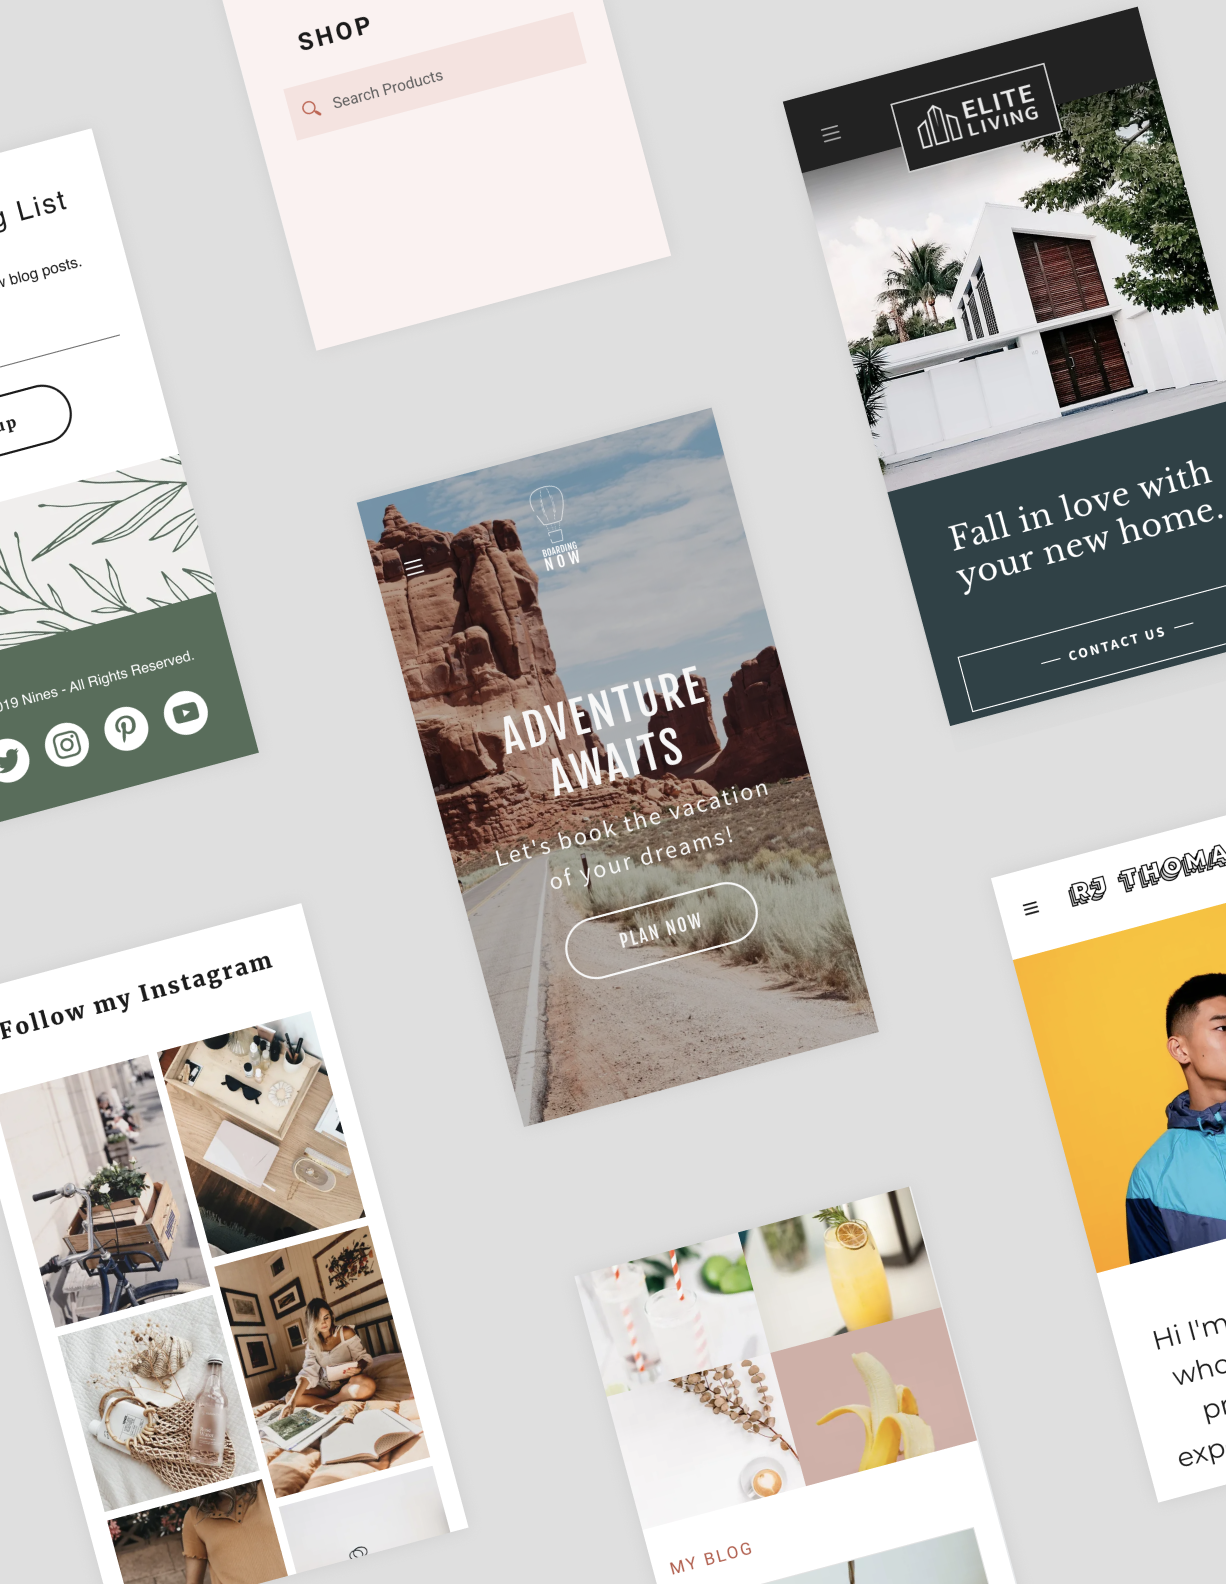 SHOP
Search Products
ELITE
LIVING
Fall in love with
your new home.
CONTACT US
g List
w blog posts.
up
019 Nines - All Rights Reserved.
BOARDING
NOW
ADVENTURE
AWAITS
Let's book the vacation
of your dreams!
PLAN NOW
RJ THOMA
Hi I'm
who
pr
exp
Follow my Instagram
MY BLOG